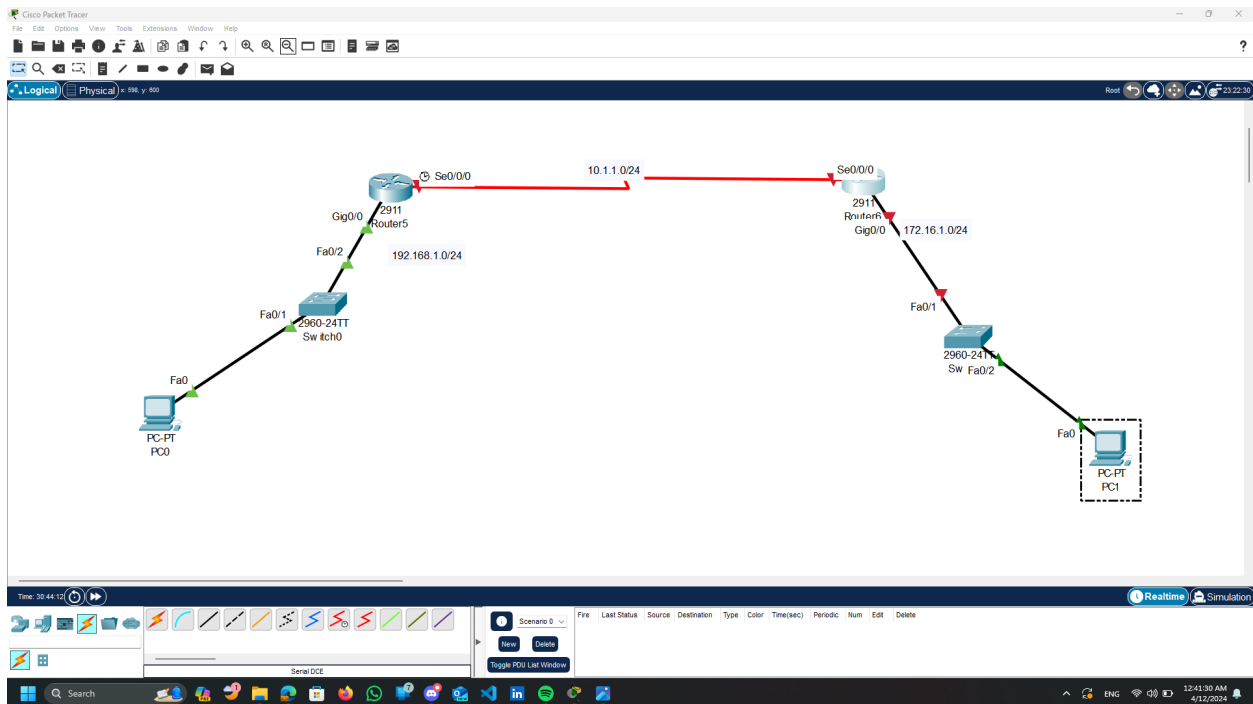 Cisco Packet Tracer
File Edit Options View Tools Extensions Window Help
?
Logical Physical x: 598, y: 600 Root 23:22:30
10.1.1.0/24
Se0/0/0
Se0/0/0
2911
Router5
Gig0/0
2911
Router6
Gig0/0
172.16.1.0/24
Fa0/2
192.168.1.0/24
Fa0/1
2960-24TT
Switch0
Fa0/1
2960-24TT
Sw Fa0/2
Fa0
PC-PT
PC0
Fa0
PC-PT
PC1
Time: 30:44:12 Realtime Simulation
Scenario 0
Fire Last Status Source Destination Type Color Time(sec) Periodic Num Edit Delete
New Delete
Toggle PDU List Window
Serial DCE
Search
ENG
12:41:30 AM
4/12/2024